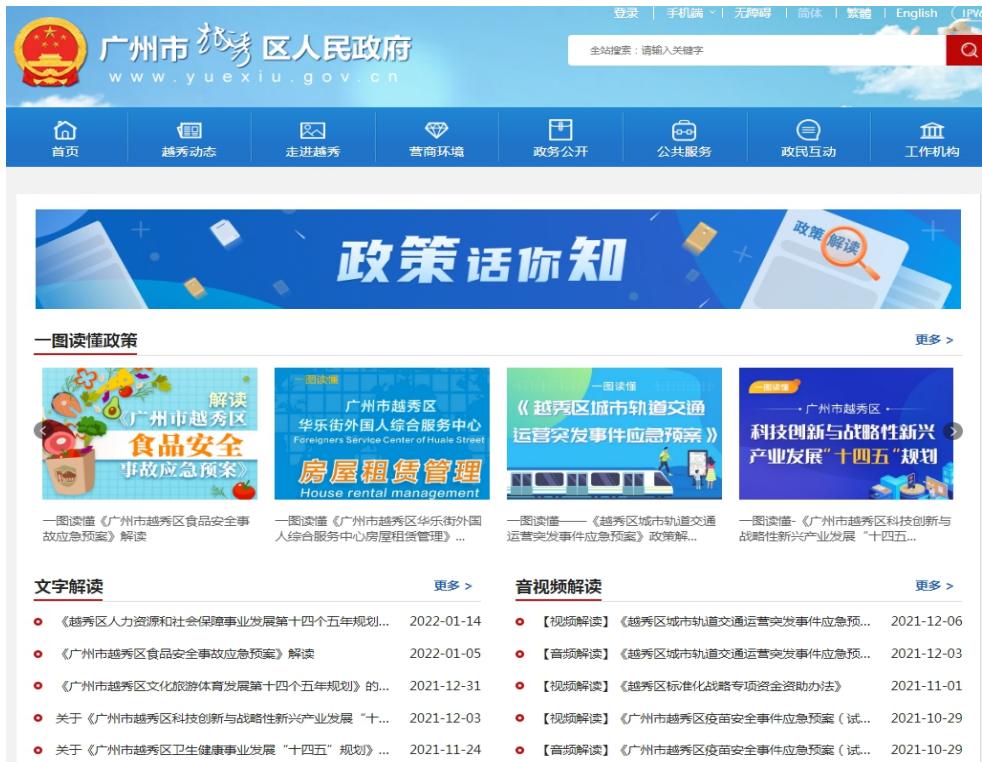 登录 | 手机端 | 无障碍 | 简体 | 繁體 | English
广州市越秀区人民政府
www.yuexiu.gov.cn
全站搜索：请输入关键字
首页 越秀动态 走进越秀 营商环境 政务公开 公共服务 政民互动 工作机构
政策话你知
政策 解读
一图读懂政策 更多 >
解读
《广州市越秀区
食品安全
事故应急预案》
一图读懂
广州市越秀区
华乐街外国人综合服务中心
Foreigners Service Center of Huale Street
房屋租赁管理
House rental management
一图读懂
《越秀区城市轨道交通
运营突发事件应急预案》
一图读懂
广州市越秀区
科技创新与战略性新兴
产业发展“十四五”规划
一图读懂《广州市越秀区食品安全事
故应急预案》解读
一图读懂《广州市越秀区华乐街外国
人综合服务中心房屋租赁管理》...
一图读懂——《越秀区城市轨道交通
运营突发事件应急预案》政策解...
一图读懂-《广州市越秀区科技创新与
战略性新兴产业发展“十四五...
文字解读 更多 >
《越秀区人力资源和社会保障事业发展第十四个五年规划... 2022-01-14
《广州市越秀区食品安全事故应急预案》解读 2022-01-05
《广州市越秀区文化旅游体育发展第十四个五年规划》的... 2021-12-31
关于《广州市越秀区科技创新与战略性新兴产业发展“十... 2021-12-03
关于《广州市越秀区卫生健康事业发展“十四五”规划》... 2021-11-24
音视频解读 更多 >
【视频解读】《越秀区城市轨道交通运营突发事件应急预... 2021-12-06
【音频解读】《越秀区城市轨道交通运营突发事件应急预... 2021-12-03
【视频解读】《越秀区标准化战略专项资金资助办法》 2021-11-01
【视频解读】《广州市越秀区疫苗安全事件应急预案（试... 2021-10-29
【音频解读】《广州市越秀区疫苗安全事件应急预案（试... 2021-10-29